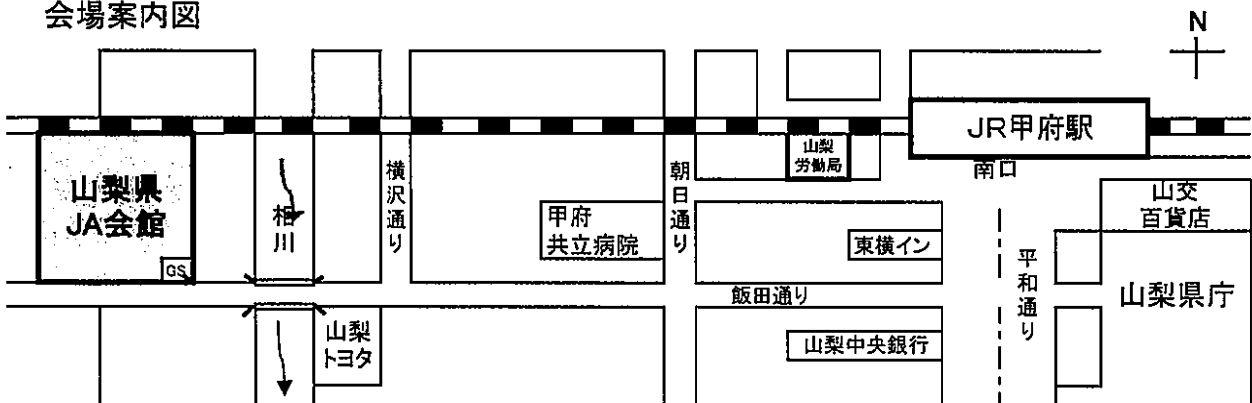 会場案内図
N
JR甲府駅
南口
山梨
労働局
山梨県
JA会館
GS
相川
横沢通り
甲府
共立病院
朝日通り
東横イン
平和通り
山交
百貨店
山梨県庁
飯田通り
山梨
トヨタ
山梨中央銀行